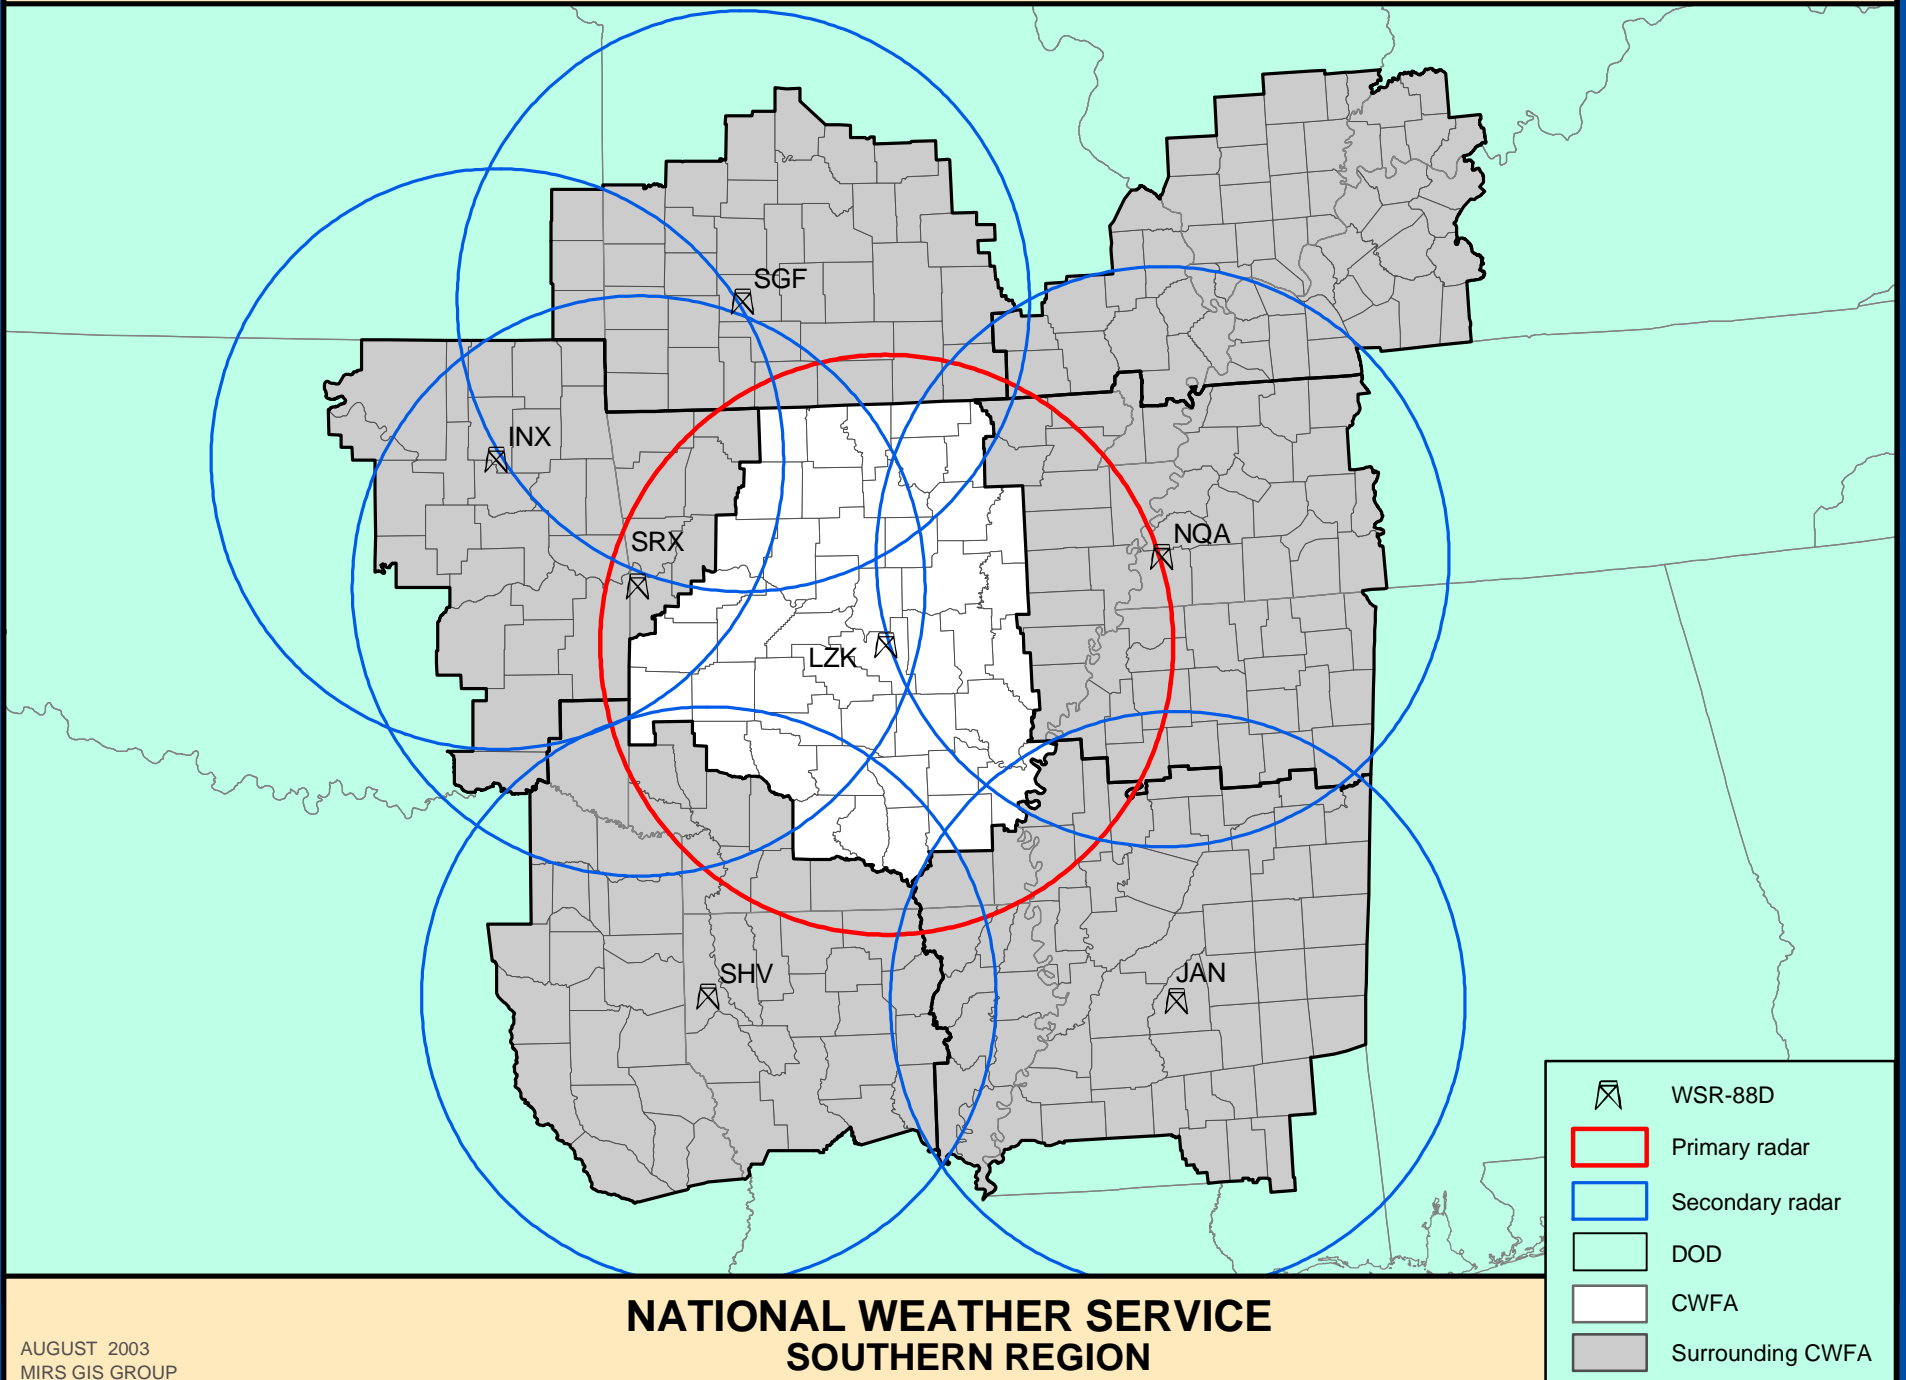 SGF
INX
SRX
NQA
LZK
SHV
JAN
WSR-88D
Primary radar
Secondary radar
DOD
CWFA
Surrounding CWFA
NATIONAL WEATHER SERVICE
SOUTHERN REGION
AUGUST 2003
MIRS GIS GROUP